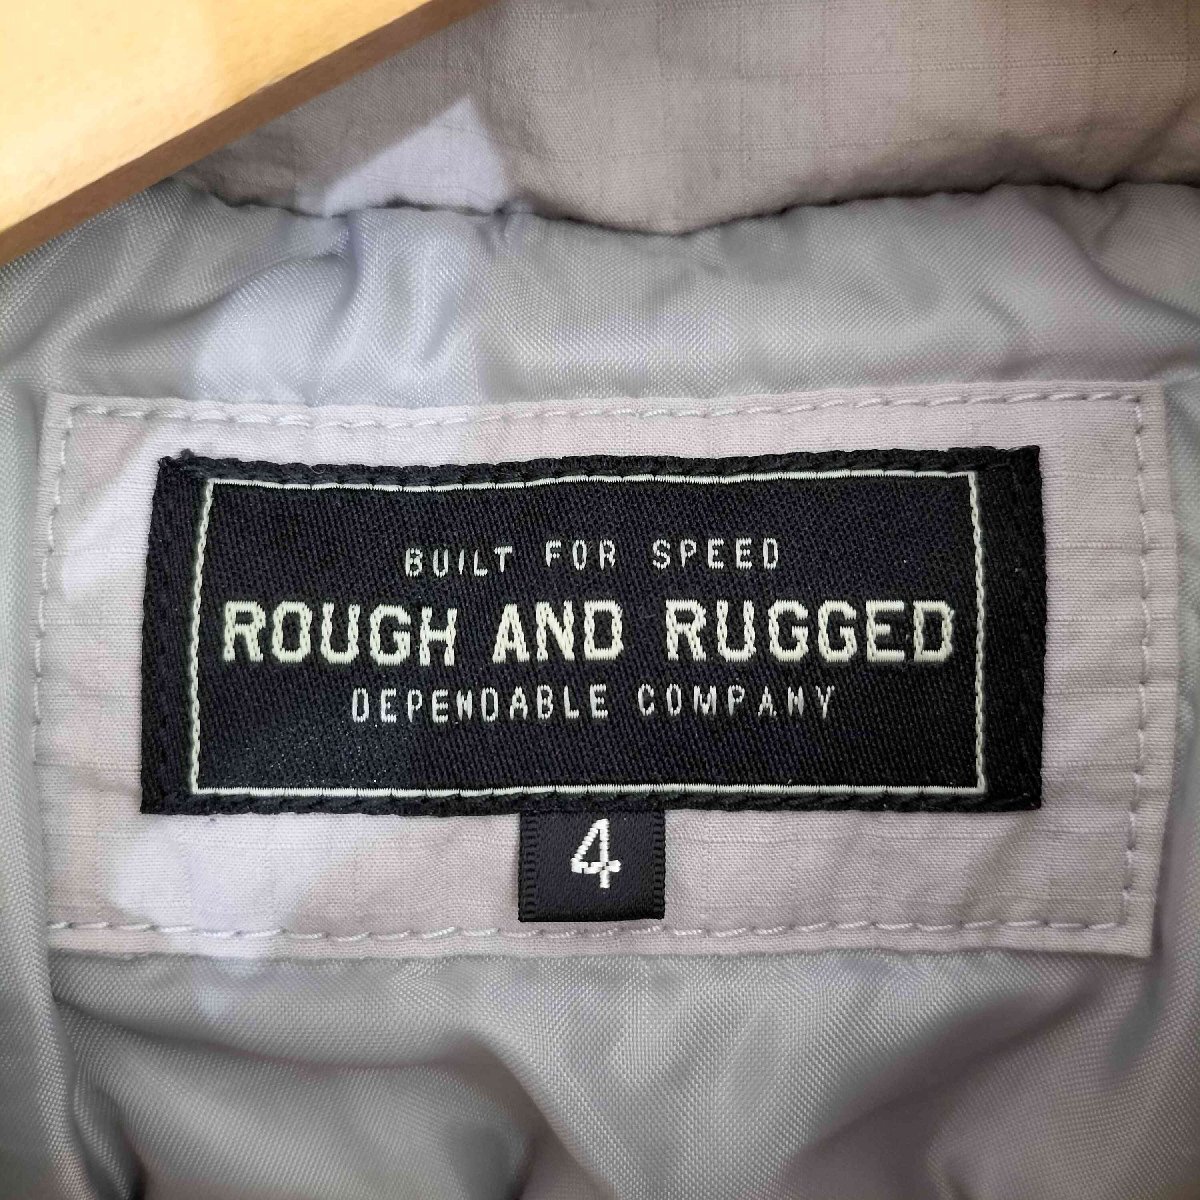 BUILT FOR SPEED
ROUGH AND RUGGED
DEPENDABLE COMPANY
4